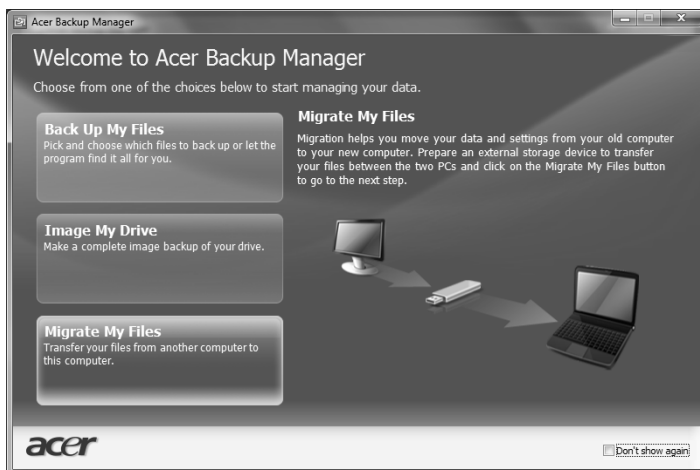 Acer Backup Manager
Welcome to Acer Backup Manager
Choose from one of the choices below to start managing your data.
Back Up My Files
Pick and choose which files to back up or let the
program find it all for you.
Image My Drive
Make a complete image backup of your drive.
Migrate My Files
Transfer your files from another computer to
this computer.
Migrate My Files
Migration helps you move your data and settings from your old computer
to your new computer. Prepare an external storage device to transfer
your files between the two PCs and click on the Migrate My Files button
to go to the next step.
acer
Don't show again